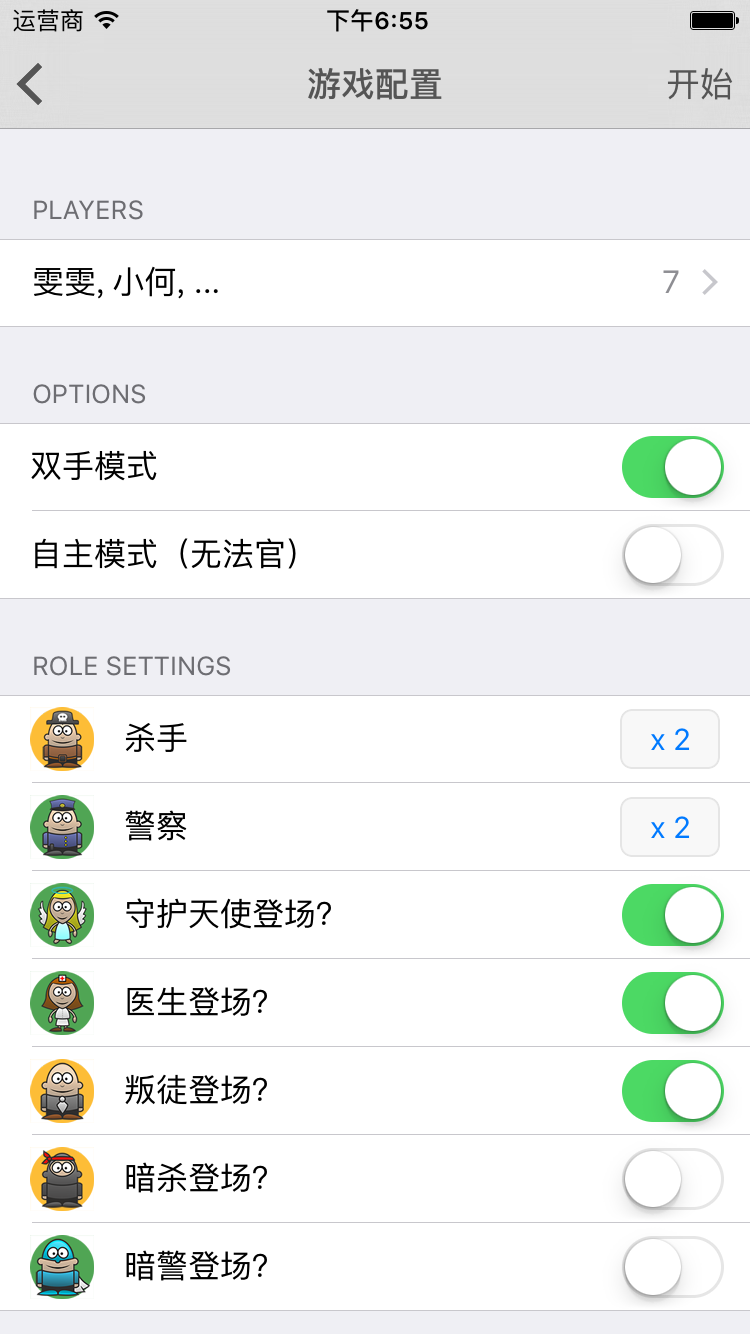 运营商 下午6:55
游戏配置 开始
PLAYERS
雯雯, 小何, ... 7
OPTIONS
双手模式
自主模式（无法官）
ROLE SETTINGS
杀手 x 2
警察 x 2
守护天使登场?
医生登场?
叛徒登场?
暗杀登场?
暗警登场?